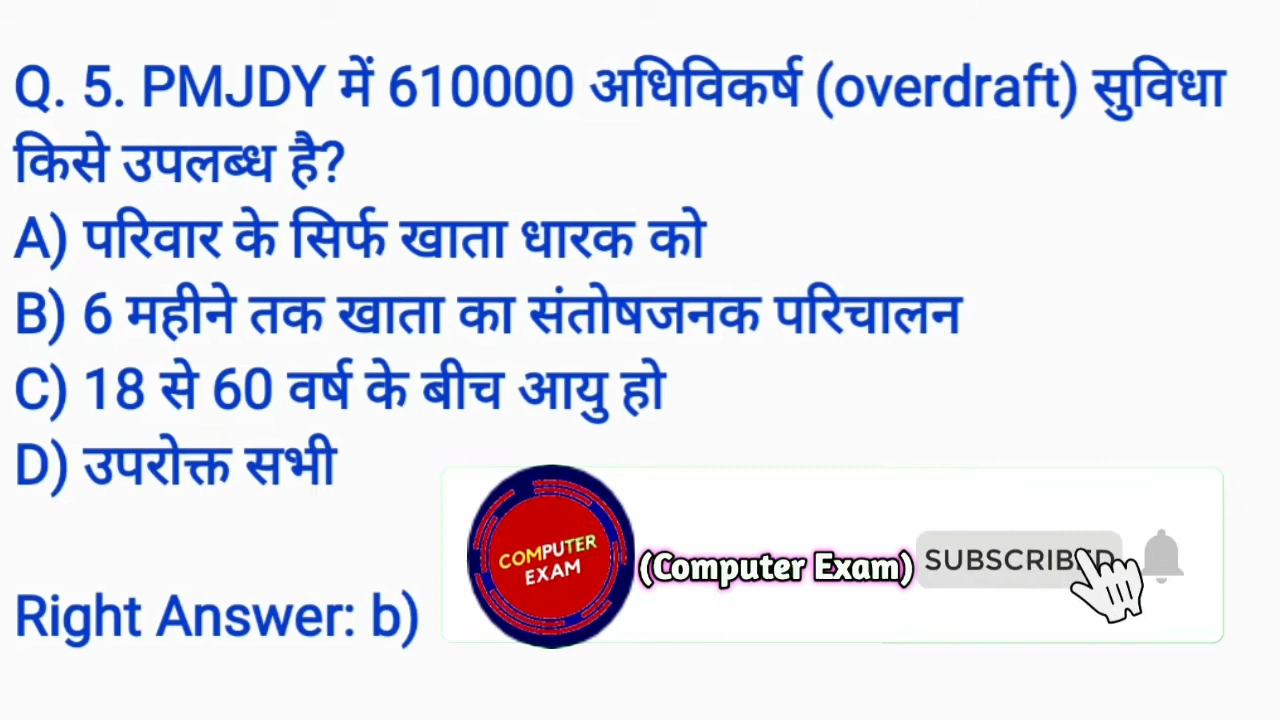 Q. 5. PMJDY में 610000 अधिविकर्ष (overdraft) सुविधा
किसे उपलब्ध है?
A) परिवार के सिर्फ खाता धारक को
B) 6 महीने तक खाता का संतोषजनक परिचालन
C) 18 से 60 वर्ष के बीच आयु हो
D) उपरोक्त सभी
COMPUTER
EXAM
(Computer Exam)
SUBSCRIBED
Right Answer: b)